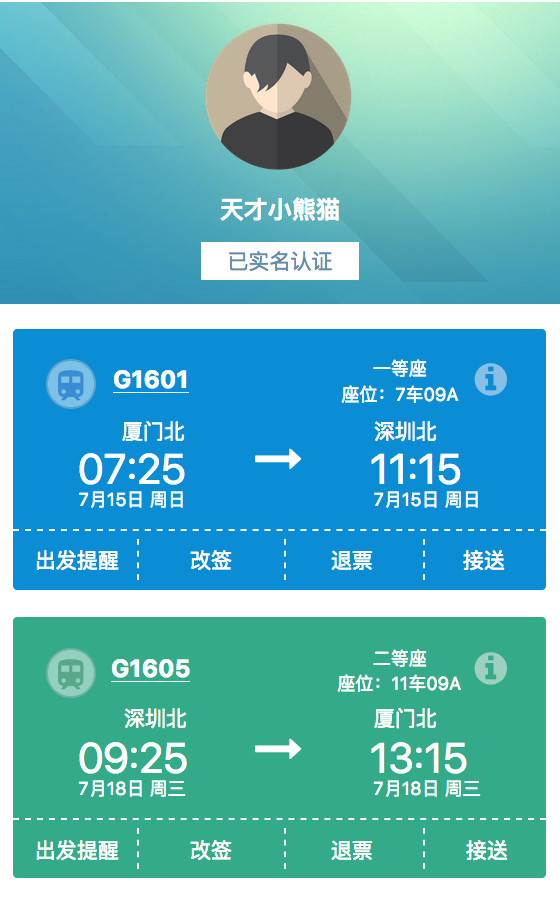 天才小熊猫
已实名认证
G1601
一等座
座位：7车09A
厦门北
深圳北
07:25
11:15
7月15日 周日
7月15日 周日
出发提醒
改签
退票
接送
G1605
二等座
座位：11车09A
深圳北
厦门北
09:25
13:15
7月18日 周三
7月18日 周三
出发提醒
改签
退票
接送